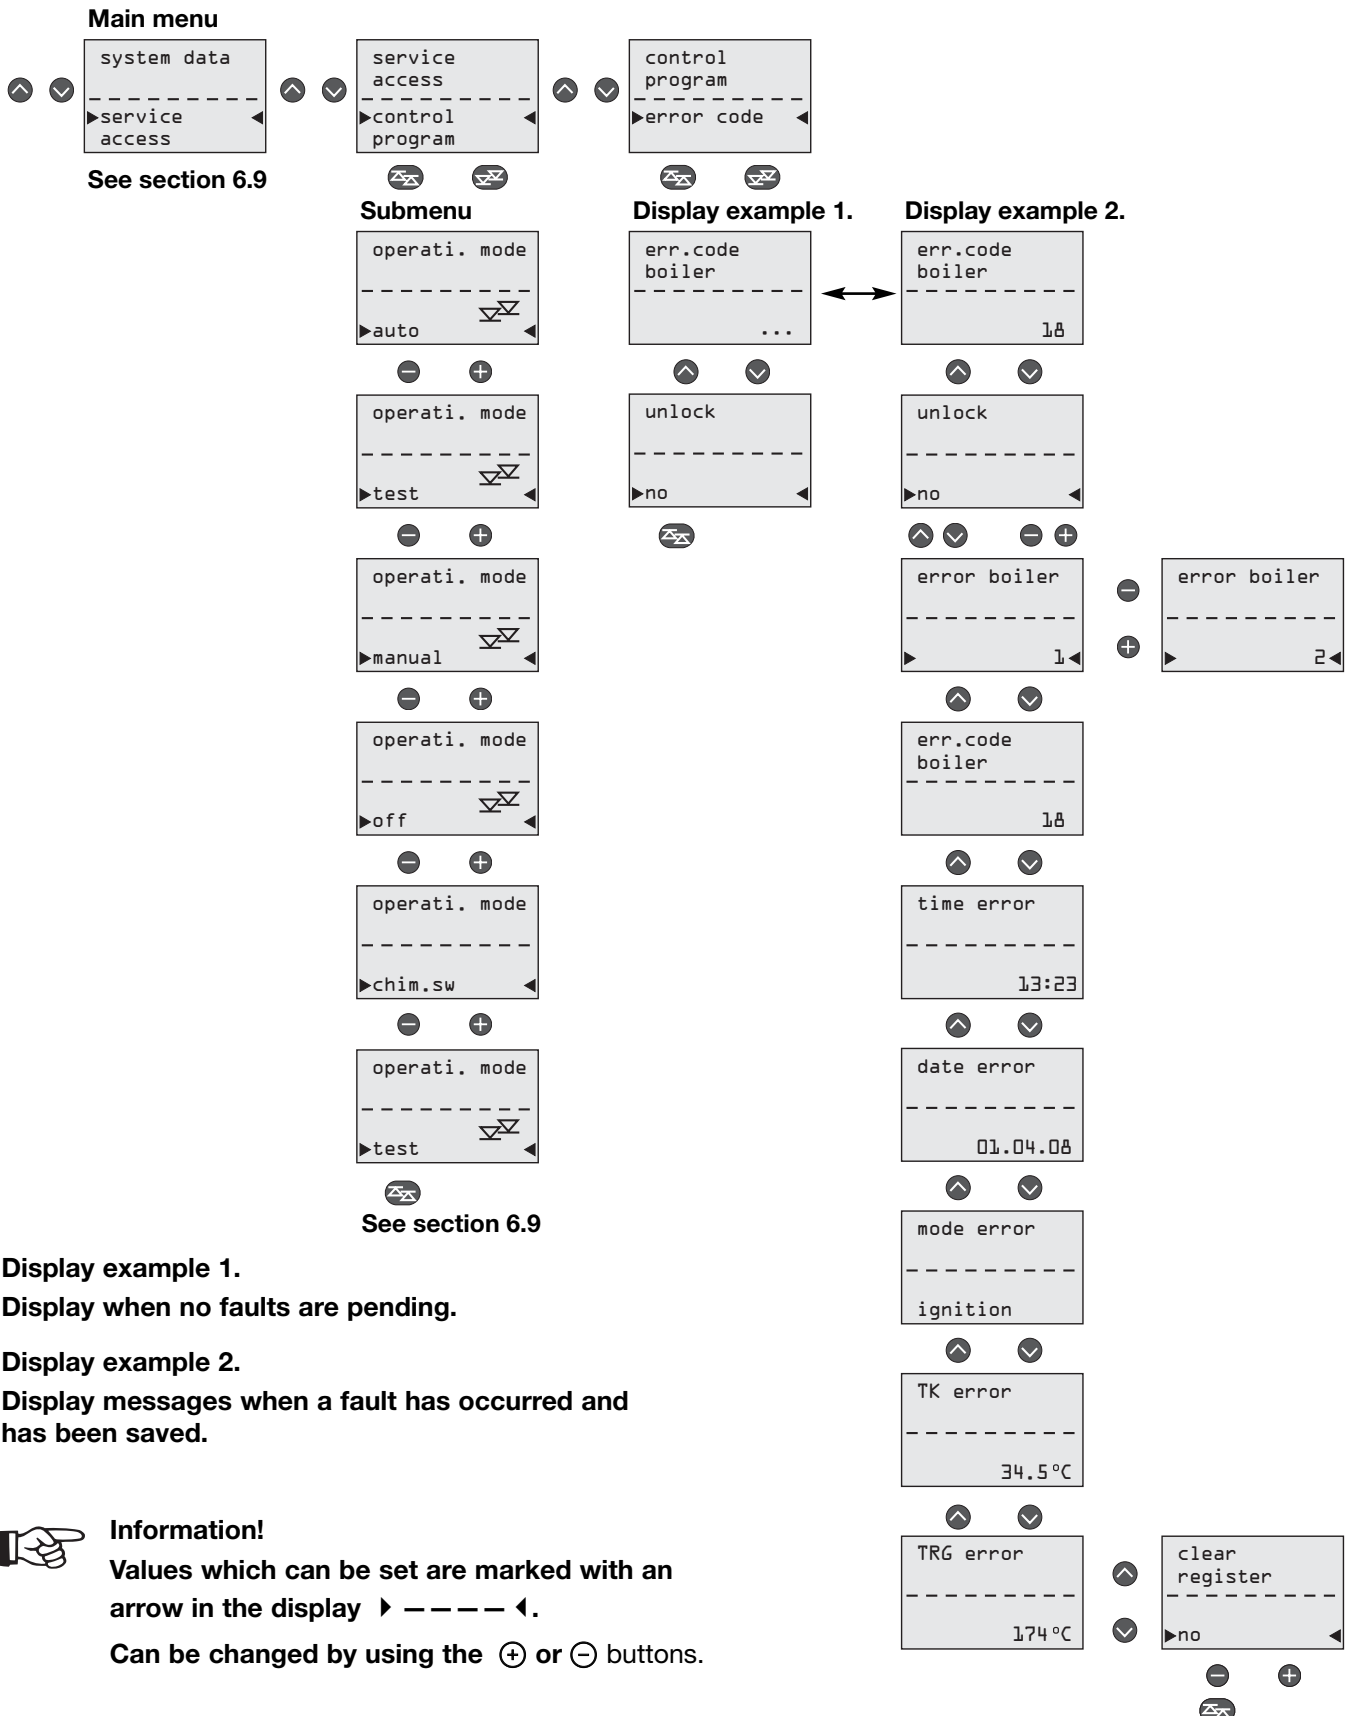 Main menu
system data
▶service ◀
access
See section 6.9
service
access
▶control ◀
program
control
program
▶error code ◀
Submenu
operati. mode
▶auto ◀
operati. mode
▶test ◀
operati. mode
▶manual ◀
operati. mode
▶off ◀
operati. mode
▶chim.sw ◀
operati. mode
▶test ◀
See section 6.9
Display example 1.
err.code
boiler
...
unlock
▶no ◀
Display example 2.
err.code
boiler
18
unlock
▶no ◀
error boiler
▶ 1◀
error boiler
▶ 2◀
err.code
boiler
18
time error
13:23
date error
01.04.08
mode error
ignition
TK error
34.5°C
TRG error
174°C
clear
register
▶no ◀
Display example 1.
Display when no faults are pending.
Display example 2.
Display messages when a fault has occurred and
has been saved.
Information!
Values which can be set are marked with an
arrow in the display ▶ – – – – ◀.
Can be changed by using the ⊕ or ⊖ buttons.